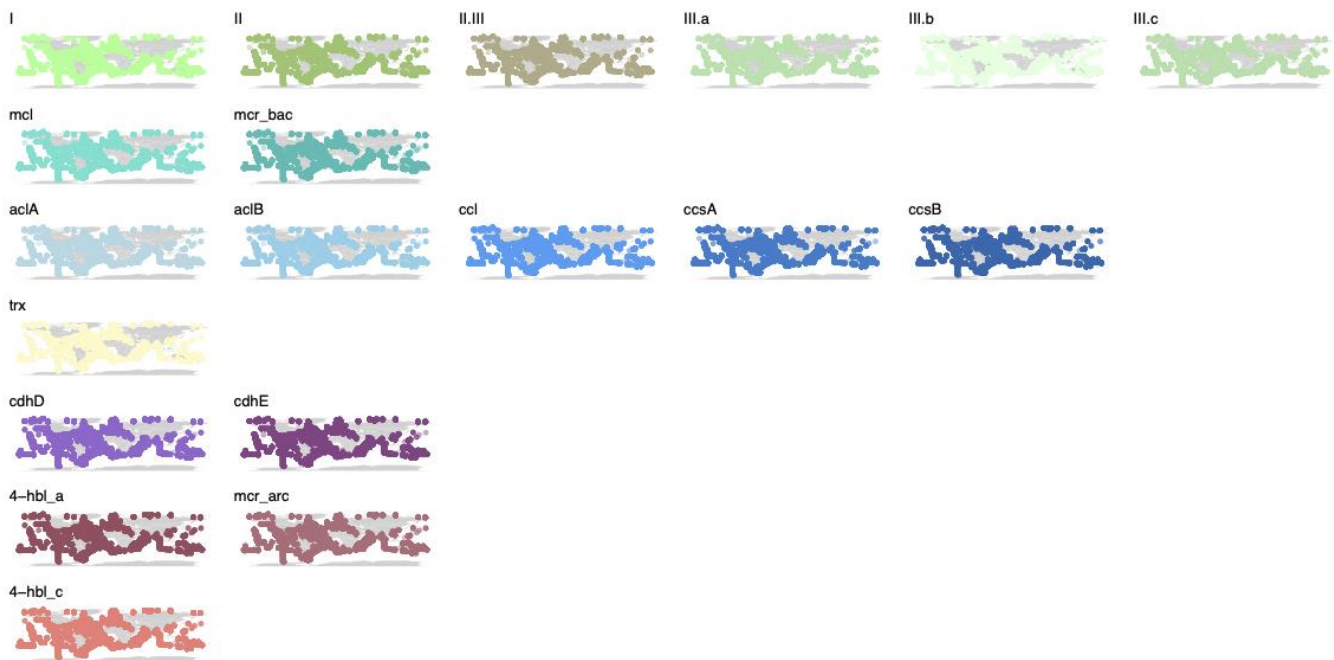 I II II.III III.a III.b III.c
mcl mcr_bac
aclA aclB ccl ccsA ccsB
trx
cdhD cdhE
4–hbl_a mcr_arc
4–hbl_c